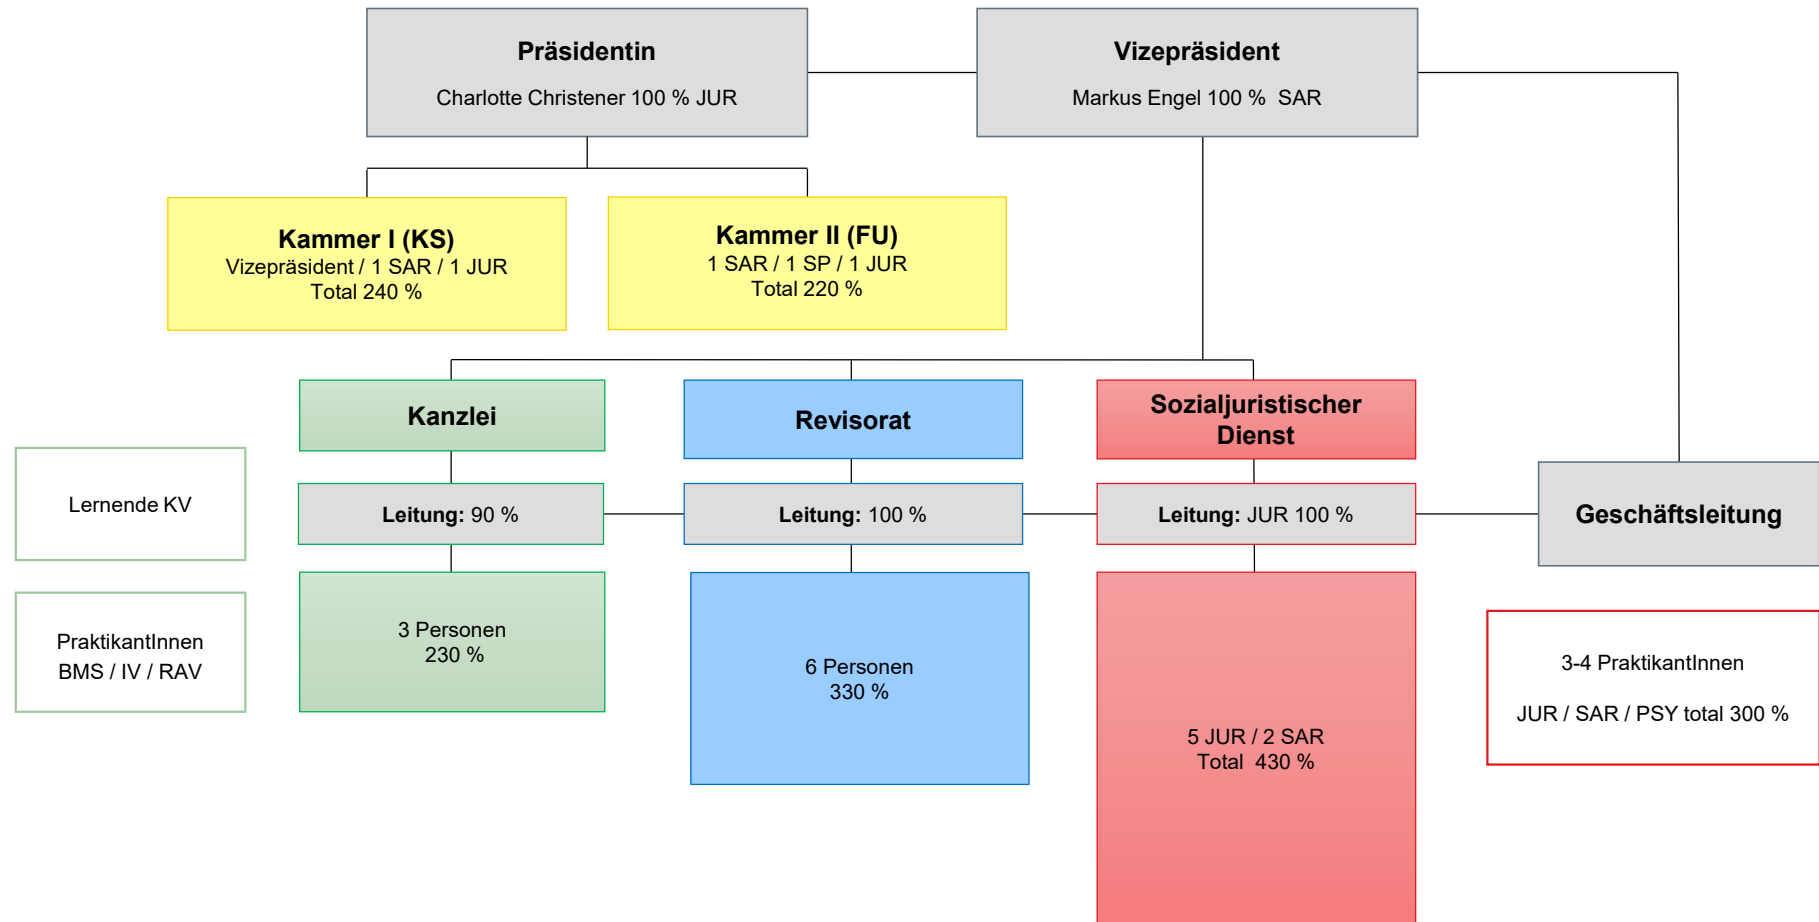 Präsidentin
Charlotte Christener 100 % JUR
Vizepräsident
Markus Engel 100 % SAR
Kammer I (KS)
Vizepräsident / 1 SAR / 1 JUR
Total 240 %
Kammer II (FU)
1 SAR / 1 SP / 1 JUR
Total 220 %
Kanzlei
Revisorat
Sozialjuristischer
Dienst
Lernende KV
Leitung: 90 %
Leitung: 100 %
Leitung: JUR 100 %
Geschäftsleitung
PraktikantInnen
BMS / IV / RAV
3 Personen
230 %
6 Personen
330 %
5 JUR / 2 SAR
Total 430 %
3-4 PraktikantInnen
JUR / SAR / PSY total 300 %